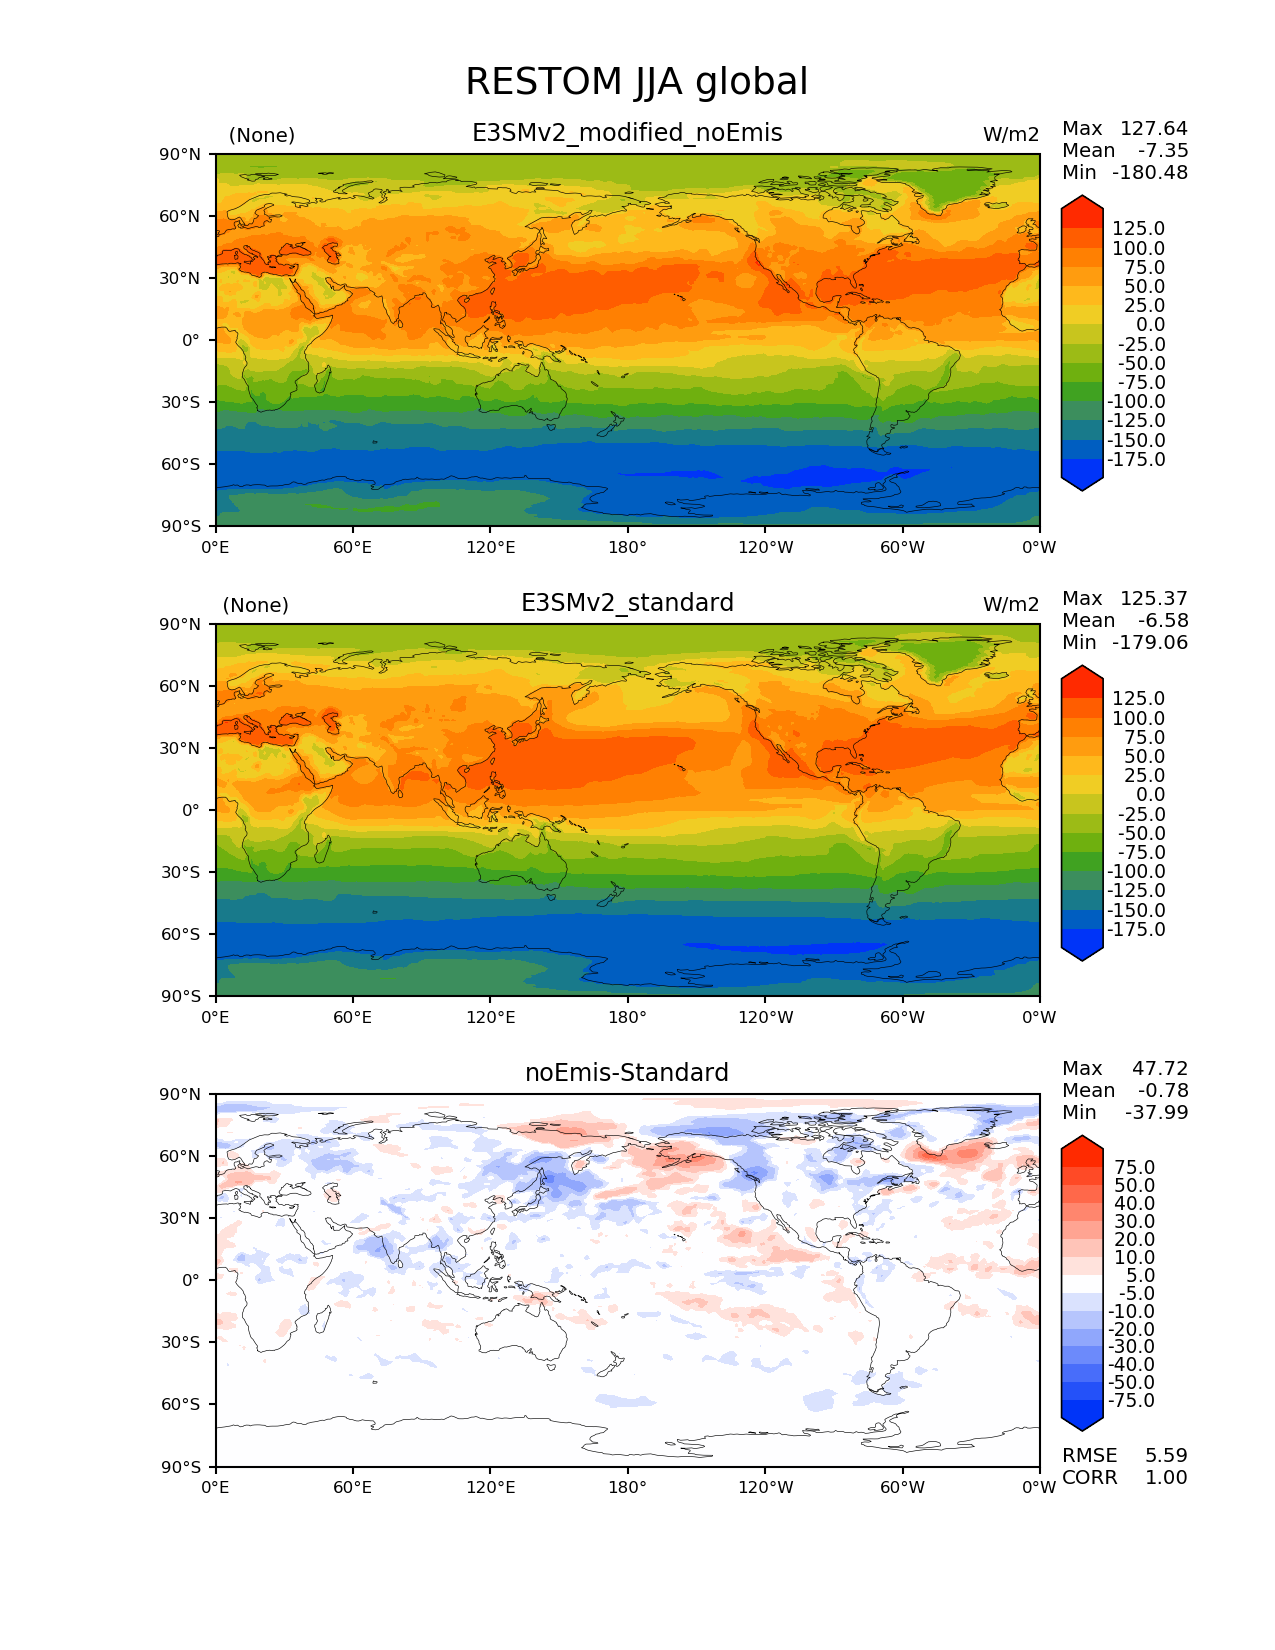 RESTOM JJA global
(None) E3SMv2_modified_noEmis W/m2
Max 127.64
Mean -7.35
Min -180.48
125.0
100.0
75.0
50.0
25.0
0.0
-25.0
-50.0
-75.0
-100.0
-125.0
-150.0
-175.0
90°N
60°N
30°N
0°
30°S
60°S
90°S
0°E 60°E 120°E 180° 120°W 60°W 0°W
(None) E3SMv2_standard W/m2
Max 125.37
Mean -6.58
Min -179.06
125.0
100.0
75.0
50.0
25.0
0.0
-25.0
-50.0
-75.0
-100.0
-125.0
-150.0
-175.0
90°N
60°N
30°N
0°
30°S
60°S
90°S
0°E 60°E 120°E 180° 120°W 60°W 0°W
noEmis-Standard
Max 47.72
Mean -0.78
Min -37.99
75.0
50.0
40.0
30.0
20.0
10.0
5.0
-5.0
-10.0
-20.0
-30.0
-40.0
-50.0
-75.0
90°N
60°N
30°N
0°
30°S
60°S
90°S
0°E 60°E 120°E 180° 120°W 60°W 0°W
RMSE 5.59
CORR 1.00